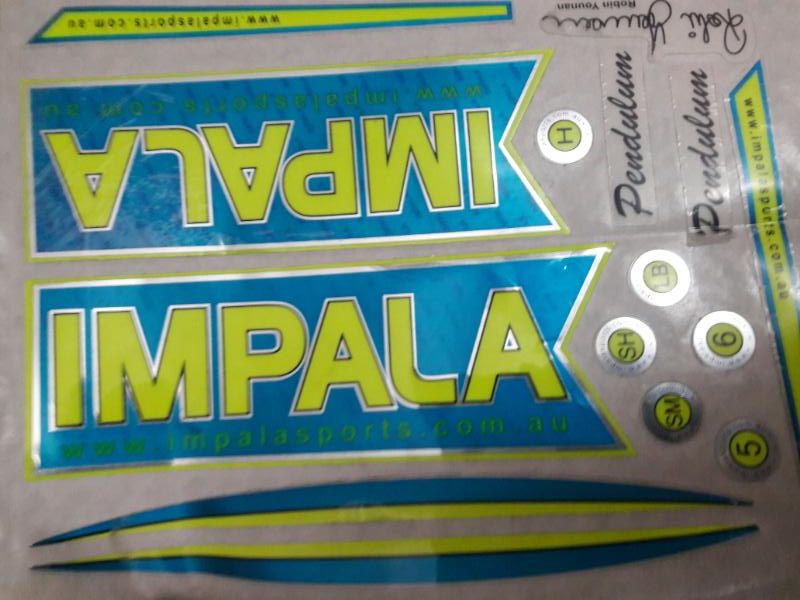 www.impalasports.com.au
Robin Younan
www.impalasports.com.au
IMPALA
H
Pendulum
Pendulum
www.impalasports.com.au
IMPALA
www.impalasports.com.au
LB
SH
6
SM
5